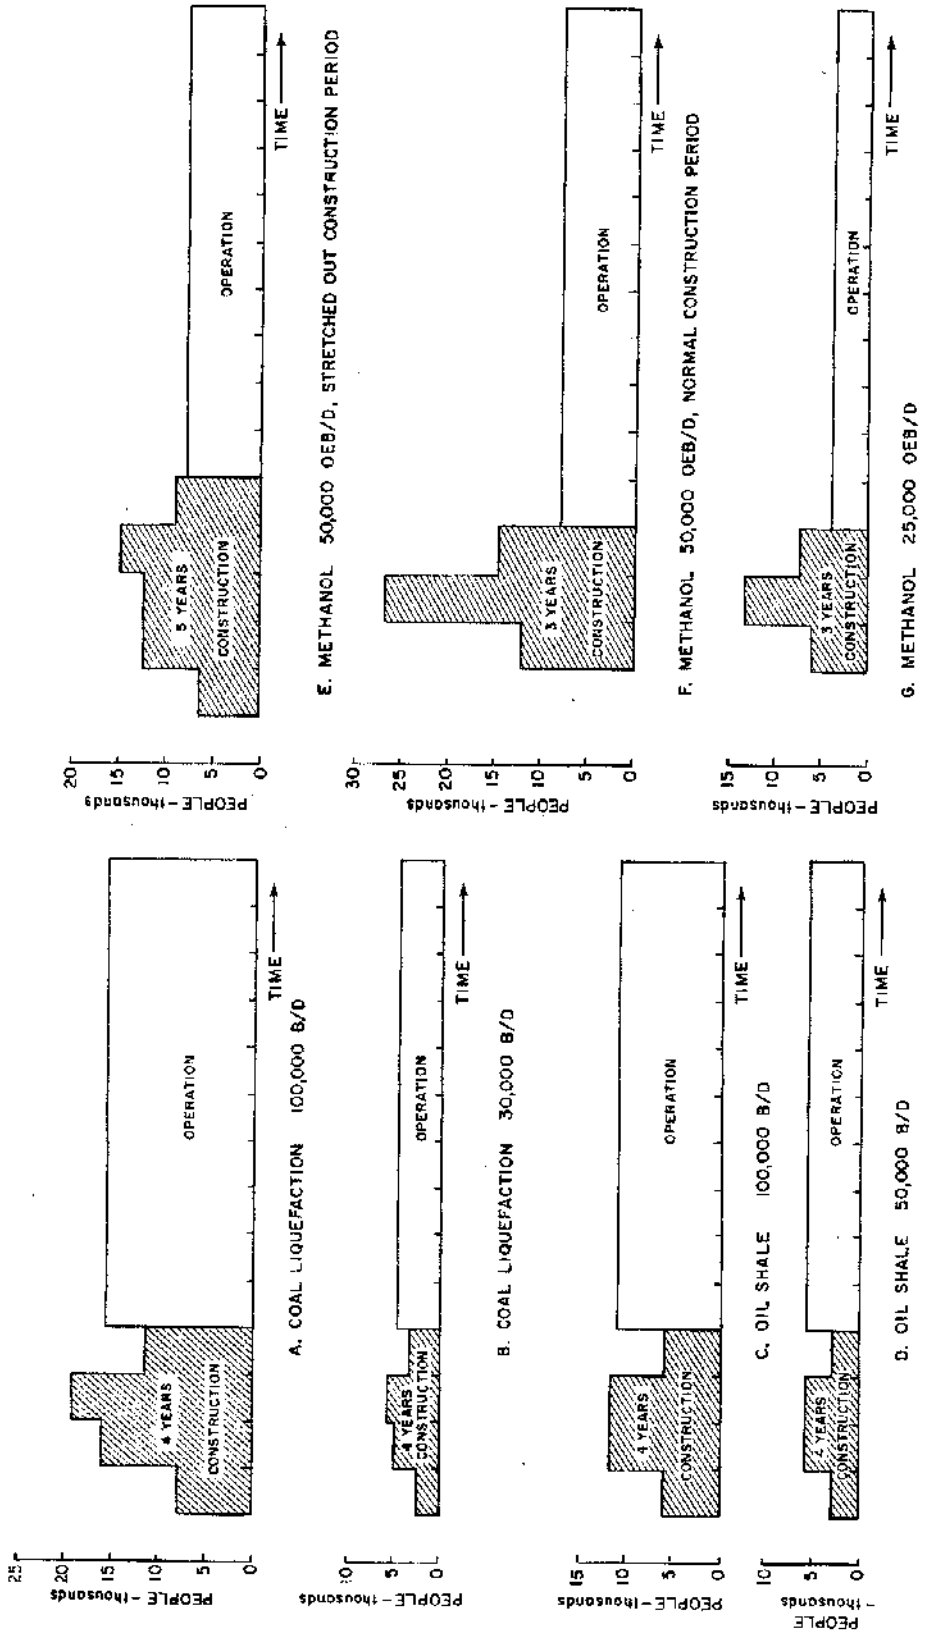 25
20
15
10
5
0
PEOPLE - thousands
4 YEARS
CONSTRUCTION
OPERATION
TIME
A. COAL LIQUEFACTION 100,000 B/D
10
5
0
PEOPLE - thousands
4 YEARS
CONSTRUCTION
OPERATION
TIME
B. COAL LIQUEFACTION 30,000 B/D
15
10
5
0
PEOPLE - thousands
4 YEARS
CONSTRUCTION
OPERATION
TIME
C. OIL SHALE 100,000 B/D
10
5
0
PEOPLE
- thousands
4 YEARS
CONSTRUCTION
OPERATION
TIME
D. OIL SHALE 50,000 B/D
20
15
10
5
0
PEOPLE - thousands
5 YEARS
CONSTRUCTION
OPERATION
TIME
E. METHANOL 50,000 OEB/D, STRETCHED OUT CONSTRUCTION PERIOD
30
25
20
15
10
5
0
PEOPLE - thousands
3 YEARS
CONSTRUCTION
OPERATION
TIME
F. METHANOL 50,000 OEB/D, NORMAL CONSTRUCTION PERIOD
15
10
5
0
PEOPLE - thousands
3 YEARS
CONSTRUCTION
OPERATION
TIME
G. METHANOL 25,000 OEB/D